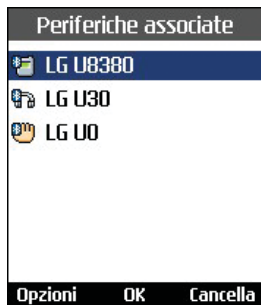 Periferiche associate
LG U8380
LG U30
LG U0
Opzioni OK Cancella